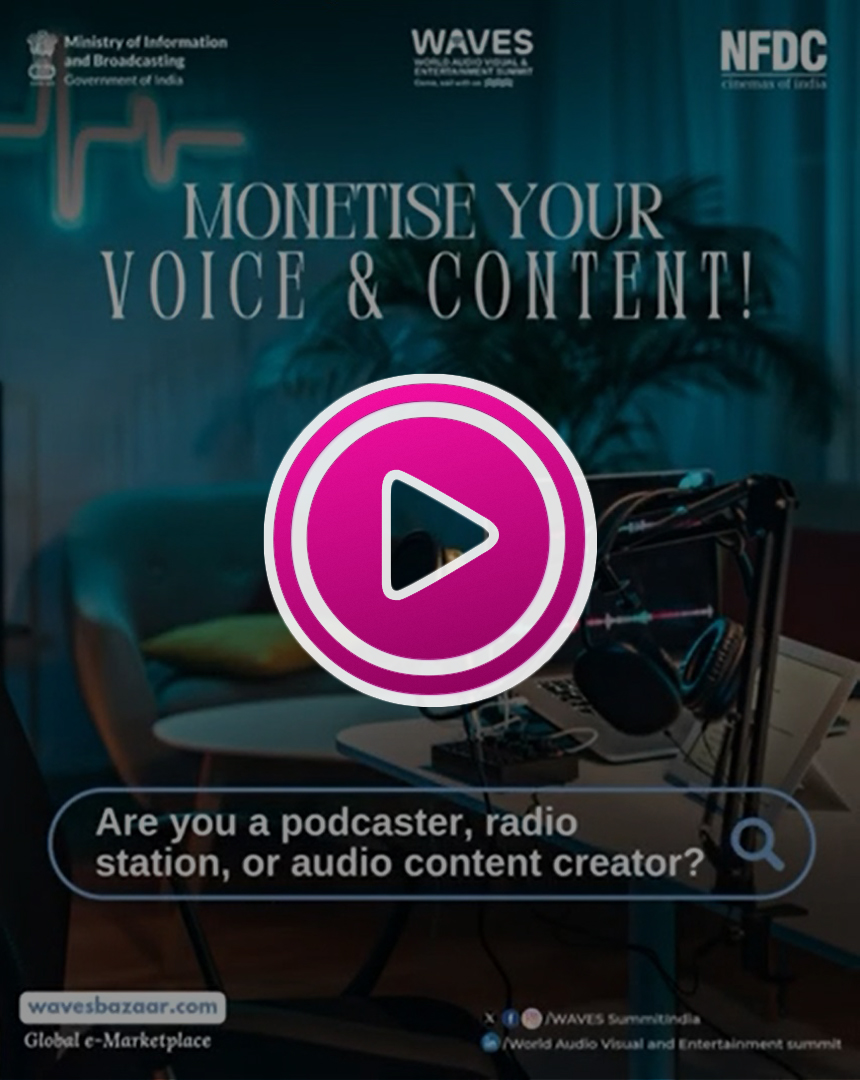 Ministry of Information
and Broadcasting
Government of India
WAVES
WORLD AUDIO VISUAL &
ENTERTAINMENT SUMMIT
NFDC
cinemas of india
MONETISE YOUR
VOICE & CONTENT!
Are you a podcaster, radio
station, or audio content creator?
wavesbazaar.com
Global e-Marketplace
/WAVES SummitIndia
/World Audio Visual and Entertainment summit